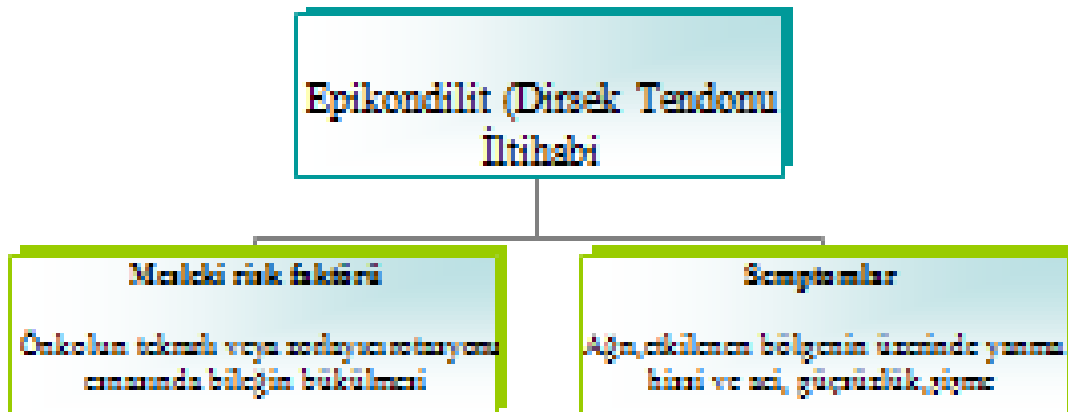 Epikondilit (Dirsek Tendonu
İltihabi
Mesleki risk faktörü
Önkolun tekrarlı veya zorlayıcı rotasyonu
esnasında bileğin bükülmesi
Semptomlar
Ağrı,etkilenen bölgenin üzerinde yanma
hissi ve aci, güçsüzlük,şişme